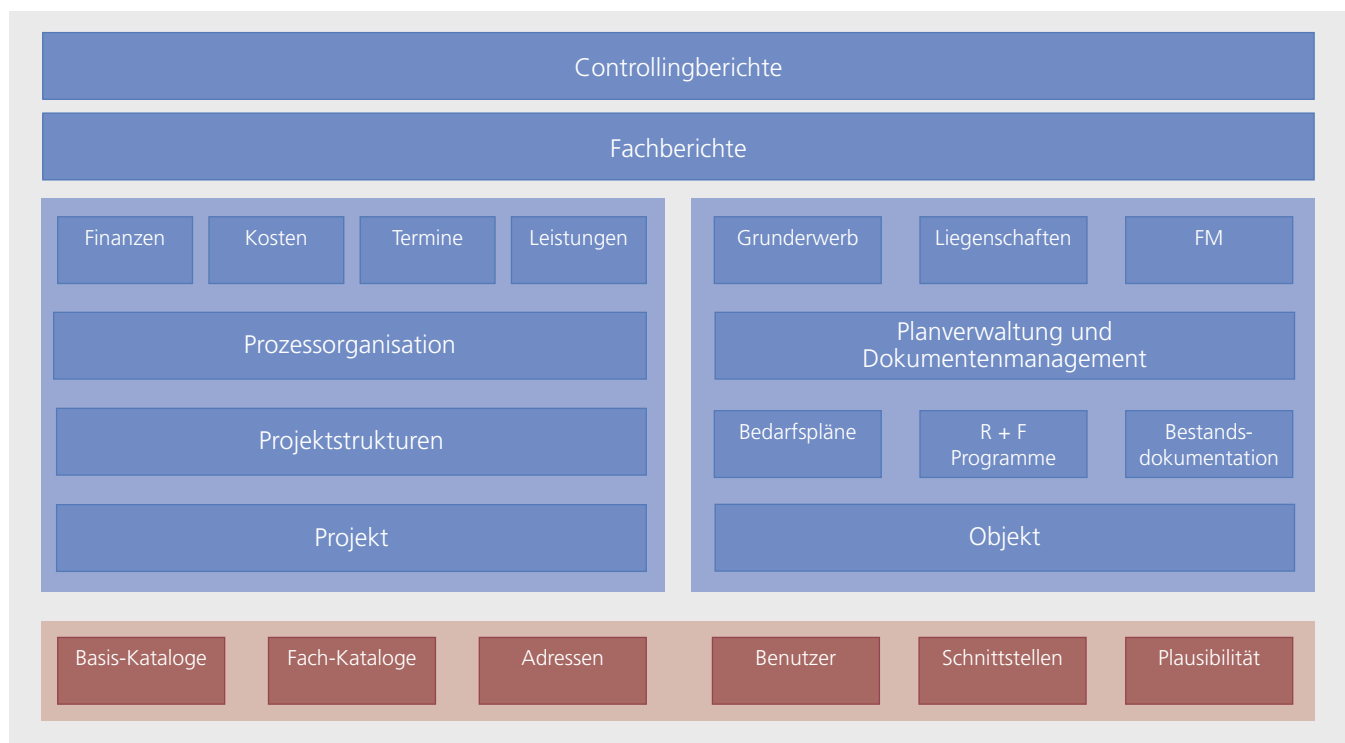 Controllingberichte
Fachberichte
Finanzen
Kosten
Termine
Leistungen
Prozessorganisation
Projektstrukturen
Projekt
Grunderwerb
Liegenschaften
FM
Planverwaltung und
Dokumentenmanagement
Bedarfspläne
R + F
Programme
Bestands-
dokumentation
Objekt
Basis-Kataloge
Fach-Kataloge
Adressen
Benutzer
Schnittstellen
Plausibilität